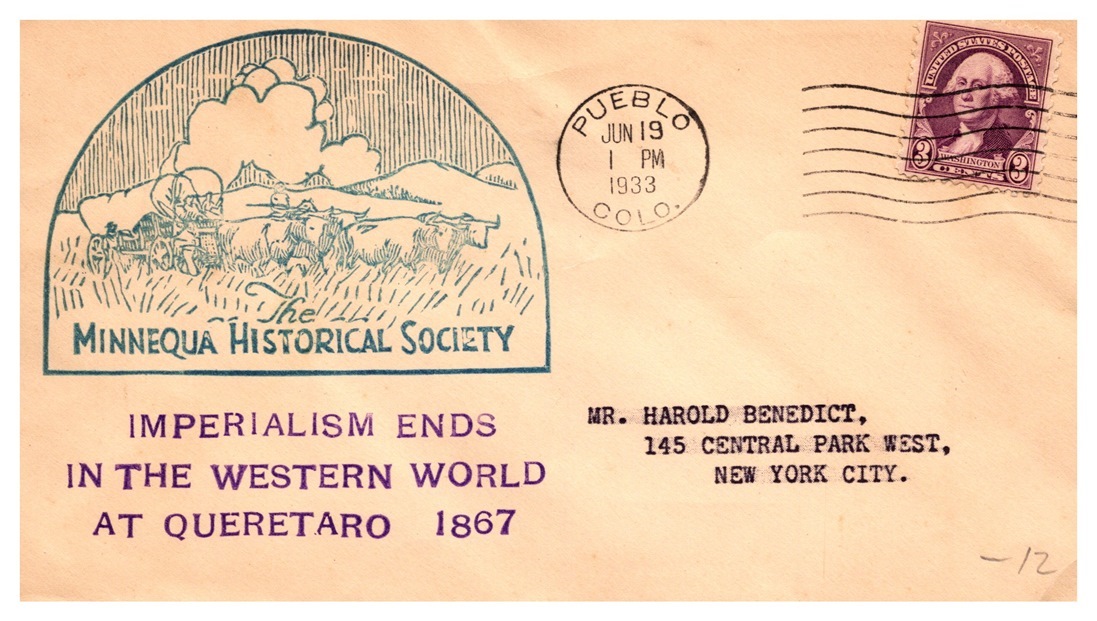 The
MINNEQUA HISTORICAL SOCIETY
IMPERIALISM ENDS
IN THE WESTERN WORLD
AT QUERETARO 1867
PUEBLO
JUN 19
1 PM
1933
COLO.
UNITED STATES POSTAGE
WASHINGTON
3 CENTS 3
MR. HAROLD BENEDICT,
145 CENTRAL PARK WEST,
NEW YORK CITY.
-12